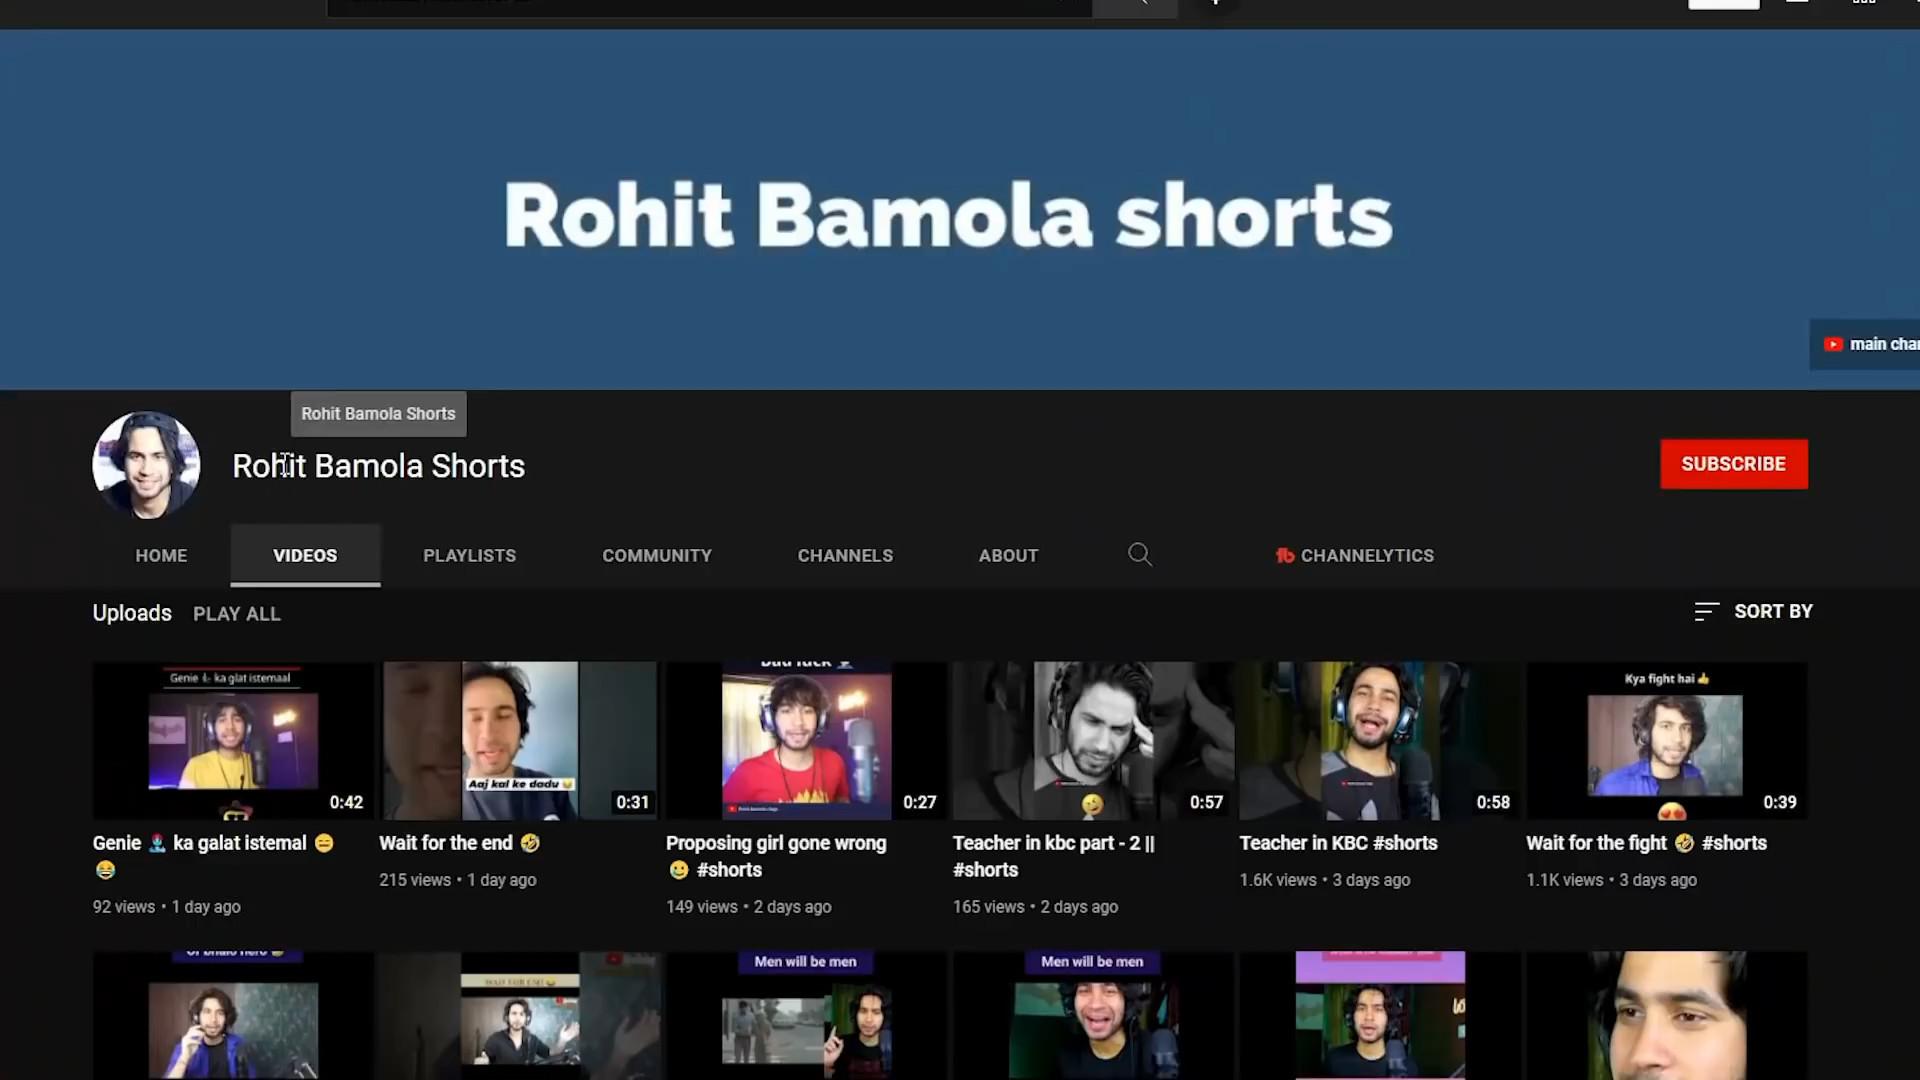 Rohit Bamola shorts
main chan
Rohit Bamola Shorts
Rohit Bamola Shorts
SUBSCRIBE
HOME
VIDEOS
PLAYLISTS
COMMUNITY
CHANNELS
ABOUT
CHANNELYTICS
Uploads
PLAY ALL
SORT BY
Genie 🧞 ka glat istemaal
Aaj kal ke dadu 😂
Bad luck
Kya fight hai 👍
0:42
0:31
0:27
0:57
0:58
0:39
Genie 🧞 ka galat istemal 😑
😂
92 views • 1 day ago
Wait for the end 🤣
215 views • 1 day ago
Proposing girl gone wrong
🥲 #shorts
149 views • 2 days ago
Teacher in kbc part - 2 ||
#shorts
165 views • 2 days ago
Teacher in KBC #shorts
1.6K views • 3 days ago
Wait for the fight 🤣 #shorts
1.1K views • 3 days ago
Men will be men
Men will be men